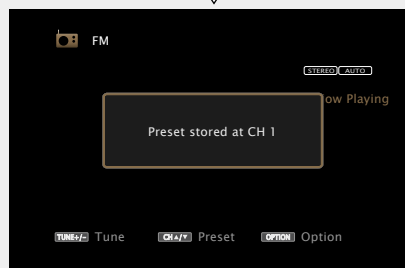 FM
STEREO AUTO
ow Playing
Preset stored at CH 1
TUNE+/- Tune CH▲/▼ Preset OPTION Option